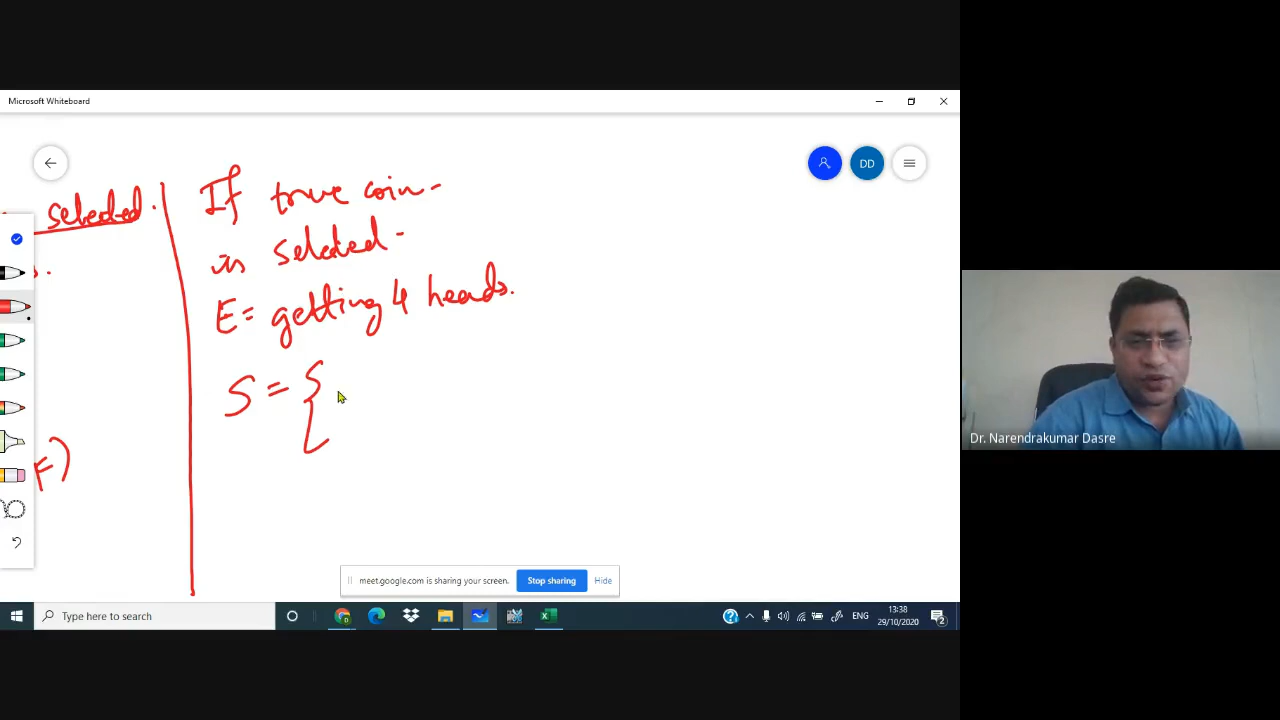 Microsoft Whiteboard
DD
selected.
s.
F)
If true coin-
is selected-
E= getting 4 heads.
S = {
Dr. Narendrakumar Dasre
meet.google.com is sharing your screen.
Stop sharing
Hide
Type here to search
ENG
13:38
29/10/2020
2